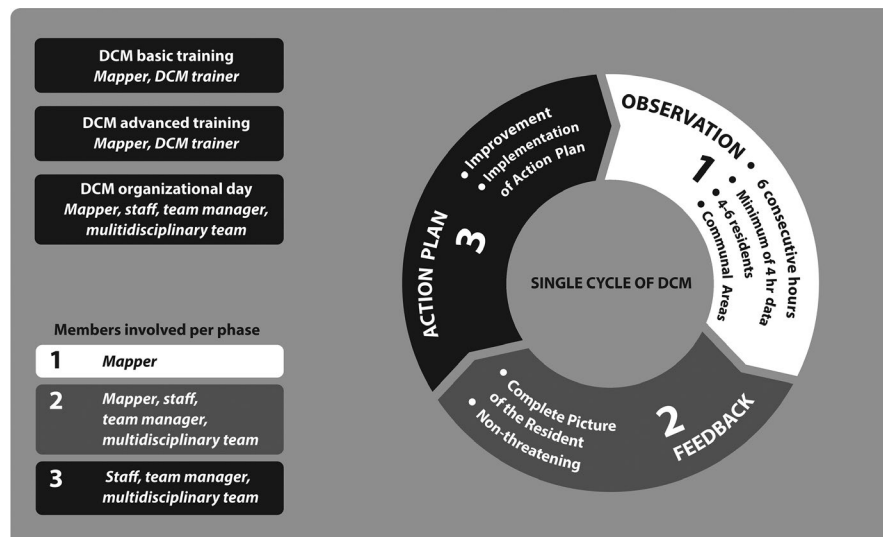 DCM basic training
Mapper, DCM trainer
DCM advanced training
Mapper, DCM trainer
DCM organizational day
Mapper, staff, team manager,
mulitidisciplinary team
Members involved per phase
1 Mapper
2 Mapper, staff,
team manager,
multidisciplinary team
3 Staff, team manager,
multidisciplinary team
SINGLE CYCLE OF DCM
OBSERVATION
1
• 6 consecutive hours
• Minimum of 4 hr data
• 4-6 residents
• Communal Areas
FEEDBACK
2
• Complete Picture
of the Resident
• Non-threatening
ACTION PLAN
3
• Improvement
• Implementation
of Action Plan